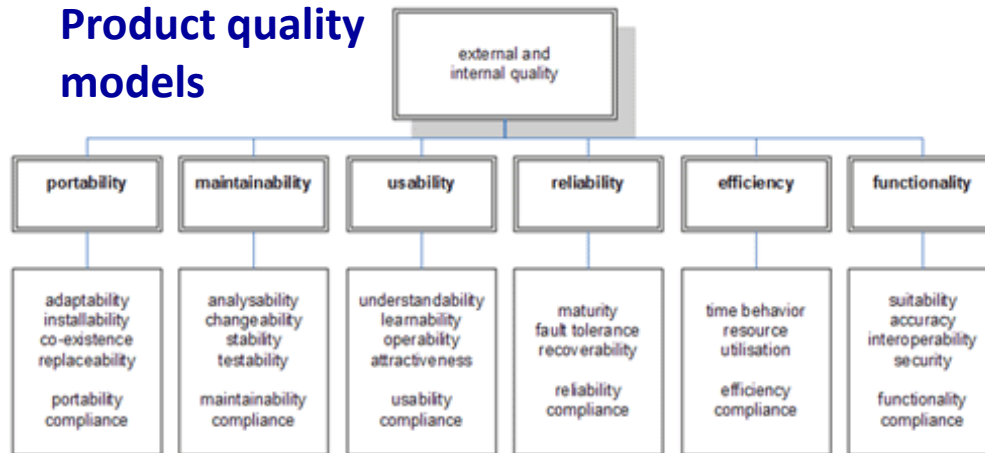 Product quality
models
external and
internal quality
portability
maintainability
usability
reliability
efficiency
functionality
adaptability
installability
co-existence
replaceability
portability
compliance
analysability
changeability
stability
testability
maintainability
compliance
understandability
learnability
operability
attractiveness
usability
compliance
maturity
fault tolerance
recoverability
reliability
compliance
time behavior
resource
utilisation
efficiency
compliance
suitability
accuracy
interoperability
security
functionality
compliance